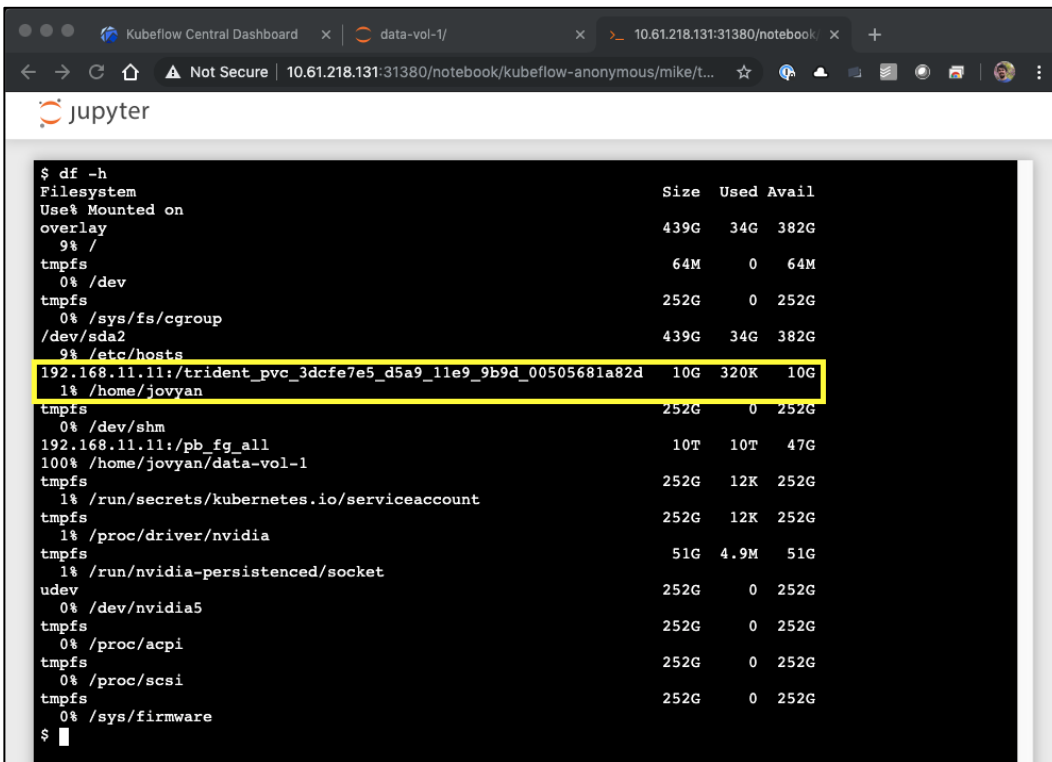 Kubeflow Central Dashboard
data-vol-1/
10.61.218.131:31380/notebook/
Not Secure | 10.61.218.131:31380/notebook/kubeflow-anonymous/mike/t...
jupyter
$ df -h
Filesystem Size Used Avail
Use% Mounted on
overlay 439G 34G 382G
9% /
tmpfs 64M 0 64M
0% /dev
tmpfs 252G 0 252G
0% /sys/fs/cgroup
/dev/sda2 439G 34G 382G
9% /etc/hosts
192.168.11.11:/trident_pvc_3dcfe7e5_d5a9_11e9_9b9d_00505681a82d 10G 320K 10G
1% /home/jovyan
tmpfs 252G 0 252G
0% /dev/shm
192.168.11.11:/pb_fg_all 10T 10T 47G
100% /home/jovyan/data-vol-1
tmpfs 252G 12K 252G
1% /run/secrets/kubernetes.io/serviceaccount
tmpfs 252G 12K 252G
1% /proc/driver/nvidia
tmpfs 51G 4.9M 51G
1% /run/nvidia-persistenced/socket
udev 252G 0 252G
0% /dev/nvidia5
tmpfs 252G 0 252G
0% /proc/acpi
tmpfs 252G 0 252G
0% /proc/scsi
tmpfs 252G 0 252G
0% /sys/firmware
$